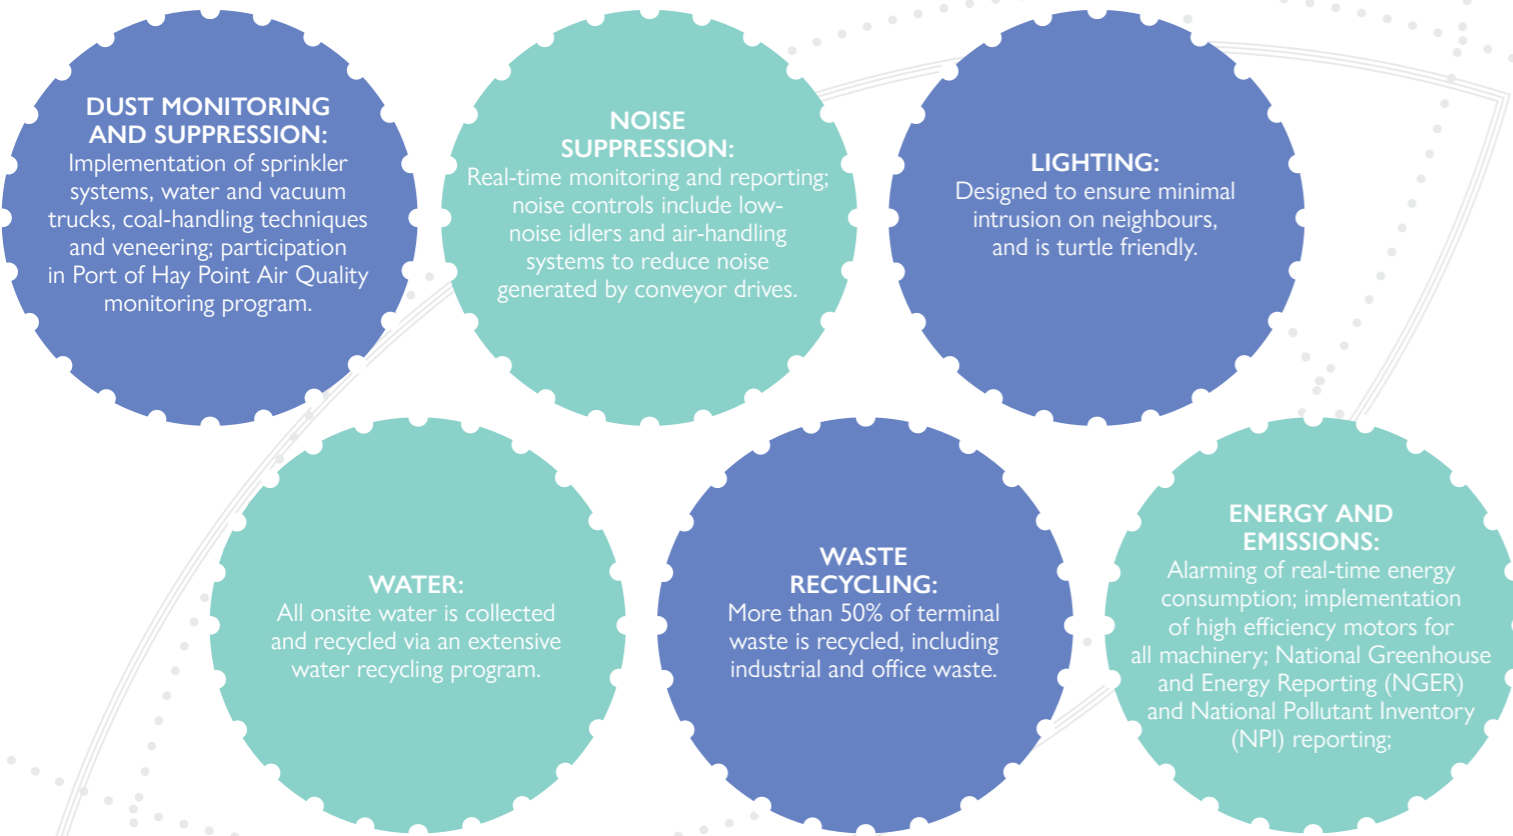 DUST MONITORING
AND SUPPRESSION:
Implementation of sprinkler
systems, water and vacuum
trucks, coal-handling techniques
and veneering; participation
in Port of Hay Point Air Quality
monitoring program.
NOISE
SUPPRESSION:
Real-time monitoring and reporting;
noise controls include low-
noise idlers and air-handling
systems to reduce noise
generated by conveyor drives.
LIGHTING:
Designed to ensure minimal
intrusion on neighbours,
and is turtle friendly.
WATER:
All onsite water is collected
and recycled via an extensive
water recycling program.
WASTE
RECYCLING:
More than 50% of terminal
waste is recycled, including
industrial and office waste.
ENERGY AND
EMISSIONS:
Alarming of real-time energy
consumption; implementation
of high efficiency motors for
all machinery; National Greenhouse
and Energy Reporting (NGER)
and National Pollutant Inventory
(NPI) reporting;